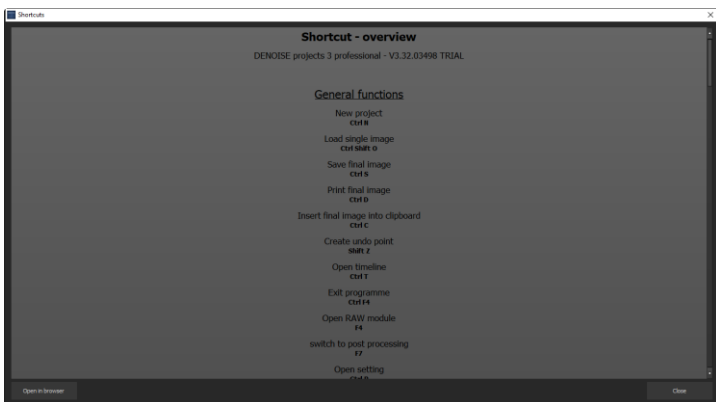 Shortcuts
Shortcut - overview
DENOISE projects 3 professional - V3.32.03498 TRIAL
General functions
New project
Ctrl N
Load single image
Ctrl Shift O
Save final image
Ctrl S
Print final image
Ctrl D
Insert final image into clipboard
Ctrl C
Create undo point
Shift Z
Open timeline
Ctrl T
Exit programme
Ctrl F4
Open RAW module
F4
switch to post processing
F7
Open setting
Open in browser
Close